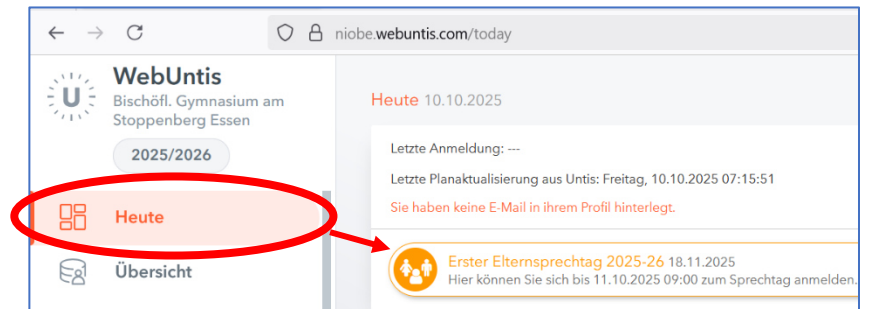 niobe.webuntis.com/today
WebUntis
U
Bischöfl. Gymnasium am
Stoppenberg Essen
2025/2026
Heute
Übersicht
Heute 10.10.2025
Letzte Anmeldung: ---
Letzte Planaktualisierung aus Untis: Freitag, 10.10.2025 07:15:51
Sie haben keine E-Mail in ihrem Profil hinterlegt.
Erster Elternsprechtag 2025-26 18.11.2025
Hier können Sie sich bis 11.10.2025 09:00 zum Sprechtag anmelden.